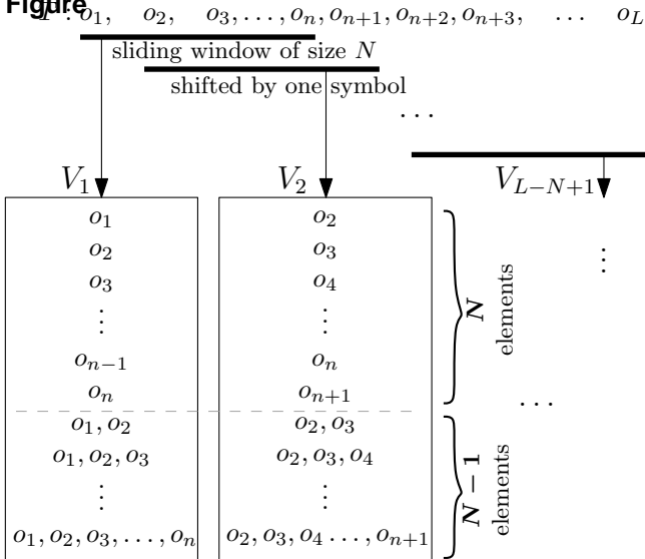 Figure
T : o₁, o₂, o₃, . . . , oₙ, oₙ₊₁, oₙ₊₂, oₙ₊₃, . . . o_L
sliding window of size N
shifted by one symbol
. . .
V₁ V₂ V_{L−N+1}
o₁ o₂
o₂ o₃
o₃ o₄
⋮ ⋮ ⋮
oₙ₋₁ oₙ
oₙ oₙ₊₁
N
elements
. . .
o₁, o₂ o₂, o₃
o₁, o₂, o₃ o₂, o₃, o₄
⋮ ⋮
o₁, o₂, o₃, . . . , oₙ o₂, o₃, o₄ . . . , oₙ₊₁
N − 1
elements